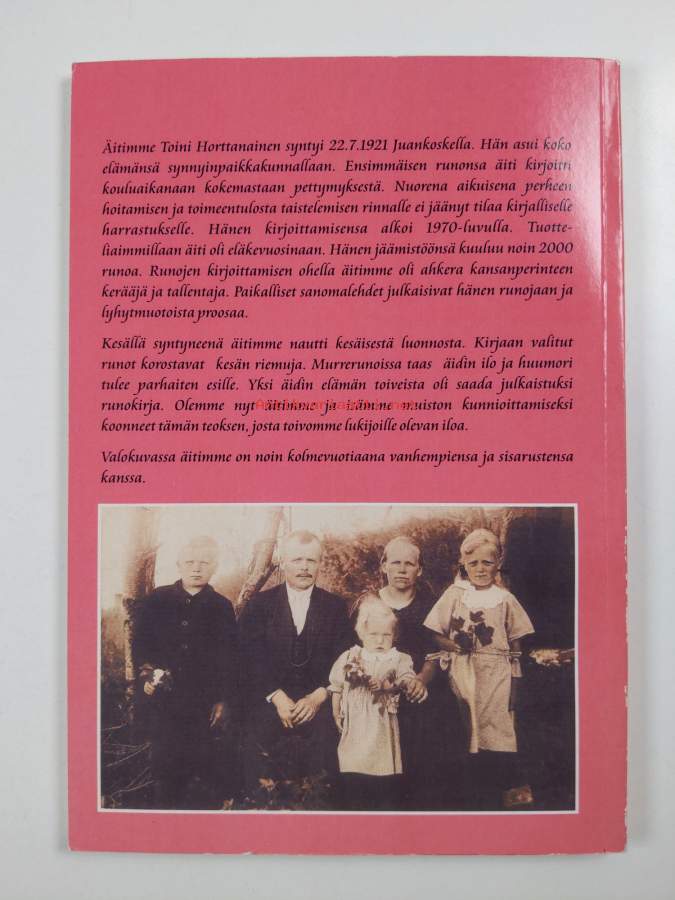 Äitimme Toini Horttanainen syntyi 22.7.1921 Juankoskella. Hän asui koko
elämänsä synnyinpaikkakunnallaan. Ensimmäisen runonsa äiti kirjoitti
kouluaikanaan kokemastaan pettymyksestä. Nuorena aikuisena perheen
hoitamisen ja toimeentulosta taistelemisen rinnalle ei jäänyt tilaa kirjalliselle
harrastukselle. Hänen kirjoittamisensa alkoi 1970-luvulla. Tuotte-
liaimmillaan äiti oli eläkevuosinaan. Hänen jäämistöönsä kuuluu noin 2000
runoa. Runojen kirjoittamisen ohella äitimme oli ahkera kansanperinteen
kerääjä ja tallentaja. Paikalliset sanomalehdet julkaisivat hänen runojaan ja
lyhytmuotoista proosaa.
Kesällä syntyneenä äitimme nautti kesäisestä luonnosta. Kirjaan valitut
runot korostavat kesän riemuja. Murrerunoissa taas äidin ilo ja huumori
tulee parhaiten esille. Yksi äidin elämän toiveista oli saada julkaistuksi
runokirja. Olemme nyt äitimme ja isämme muiston kunnioittamiseksi
koonneet tämän teoksen, josta toivomme lukijoille olevan iloa.
Valokuvassa äitimme on noin kolmevuotiaana vanhempiensa ja sisarustensa
kanssa.